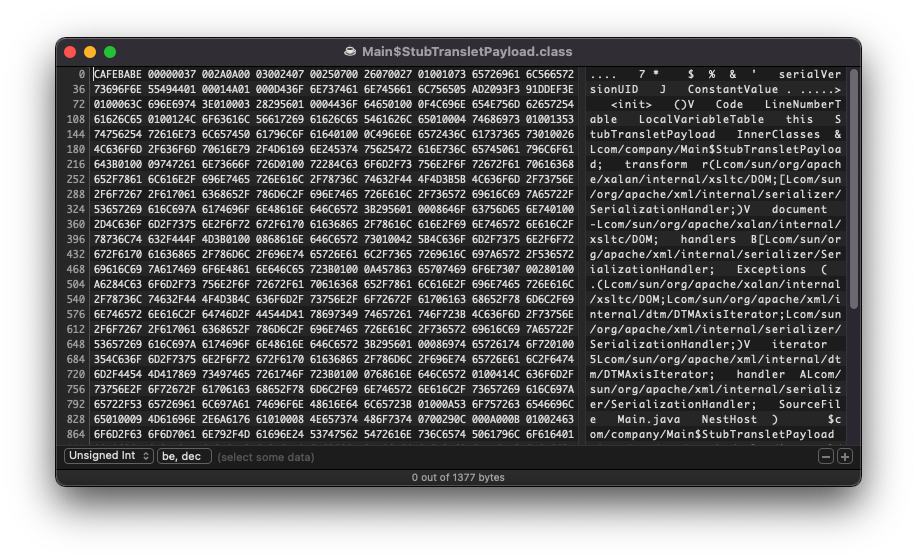 Main$StubTransletPayload.class
0 CAFEBABE 00000037 002A0A00 03002407 00250700 26070027 01001073 65726961 6C566572 .... 7 * $ % & ' serialVer
36 73696F6E 55494401 00014A01 000D436F 6E737461 6E745661 6C756505 AD2093F3 91DDEF3E sionUID J ConstantValue . .....>
72 0100063C 696E6974 3E010003 28295601 0004436F 64650100 0F4C696E 654E756D 62657254 <init> ()V Code LineNumberT
108 61626C65 0100124C 6F63616C 56617269 61626C65 5461626C 65010004 74686973 01001353 able LocalVariableTable this S
144 74756254 72616E73 6C657450 61796C6F 61640100 0C496E6E 6572436C 61737365 73010026 tubTransletPayload InnerClasses &
180 4C636F6D 2F636F6D 70616E79 2F4D6169 6E245374 75625472 616E736C 65745061 796C6F61 Lcom/company/Main$StubTransletPayloa
216 643B0100 09747261 6E73666F 726D0100 72284C63 6F6D2F73 756E2F6F 72672F61 70616368 d; transform r(Lcom/sun/org/apach
252 652F7861 6C616E2F 696E7465 726E616C 2F78736C 74632F44 4F4D3B5B 4C636F6D 2F73756E e/xalan/internal/xsltc/DOM;[Lcom/sun
288 2F6F7267 2F617061 6368652F 786D6C2F 696E7465 726E616C 2F736572 69616C69 7A65722F /org/apache/xml/internal/serializer/
324 53657269 616C697A 6174696F 6E48616E 646C6572 3B295601 0008646F 63756D65 6E740100 SerializationHandler;)V document
360 2D4C636F 6D2F7375 6E2F6F72 672F6170 61636865 2F78616C 616E2F69 6E746572 6E616C2F -Lcom/sun/org/apache/xalan/internal/
396 78736C74 632F444F 4D3B0100 0868616E 646C6572 73010042 5B4C636F 6D2F7375 6E2F6F72 xsltc/DOM; handlers B[Lcom/sun/or
432 672F6170 61636865 2F786D6C 2F696E74 65726E61 6C2F7365 7269616C 697A6572 2F536572 g/apache/xml/internal/serializer/Ser
468 69616C69 7A617469 6F6E4861 6E646C65 723B0100 0A457863 65707469 6F6E7307 00280100 ializationHandler; Exceptions (
504 A6284C63 6F6D2F73 756E2F6F 72672F61 70616368 652F7861 6C616E2F 696E7465 726E616C .(Lcom/sun/org/apache/xalan/internal
540 2F78736C 74632F44 4F4D3B4C 636F6D2F 73756E2F 6F72672F 61706163 68652F78 6D6C2F69 /xsltc/DOM;Lcom/sun/org/apache/xml/i
576 6E746572 6E616C2F 64746D2F 44544D41 78697349 74657261 746F723B 4C636F6D 2F73756E nternal/dtm/DTMAxisIterator;Lcom/sun
612 2F6F7267 2F617061 6368652F 786D6C2F 696E7465 726E616C 2F736572 69616C69 7A65722F /org/apache/xml/internal/serializer/
648 53657269 616C697A 6174696F 6E48616E 646C6572 3B295601 00086974 65726174 6F720100 SerializationHandler;)V iterator
684 354C636F 6D2F7375 6E2F6F72 672F6170 61636865 2F786D6C 2F696E74 65726E61 6C2F6474 5Lcom/sun/org/apache/xml/internal/dt
720 6D2F4454 4D417869 73497465 7261746F 723B0100 0768616E 646C6572 0100414C 636F6D2F m/DTMAxisIterator; handler ALcom/
756 73756E2F 6F72672F 61706163 68652F78 6D6C2F69 6E746572 6E616C2F 73657269 616C697A sun/org/apache/xml/internal/serializ
792 65722F53 65726961 6C697A61 74696F6E 48616E64 6C65723B 01000A53 6F757263 6546696C er/SerializationHandler; SourceFil
828 65010009 4D61696E 2E6A6176 61010008 4E657374 486F7374 0700290C 000A000B 01002463 e Main.java NestHost ) $c
864 6F6D2F63 6F6D7061 6E792F4D 61696E24 53747562 5472616E 736C6574 5061796C 6F616401 om/company/Main$StubTransletPayload
Unsigned Int be, dec (select some data)
0 out of 1377 bytes